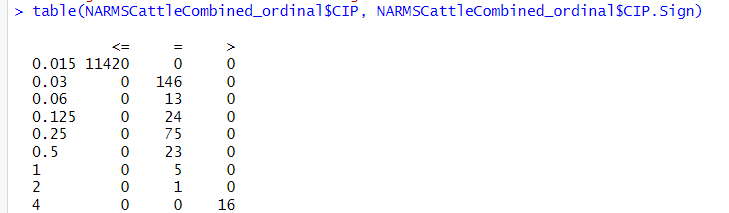 > table(NARMSCattleCombined_ordinal$CIP, NARMSCattleCombined_ordinal$CIP.Sign)
<= = >
0.015 11420 0 0
0.03 0 146 0
0.06 0 13 0
0.125 0 24 0
0.25 0 75 0
0.5 0 23 0
1 0 5 0
2 0 1 0
4 0 0 16